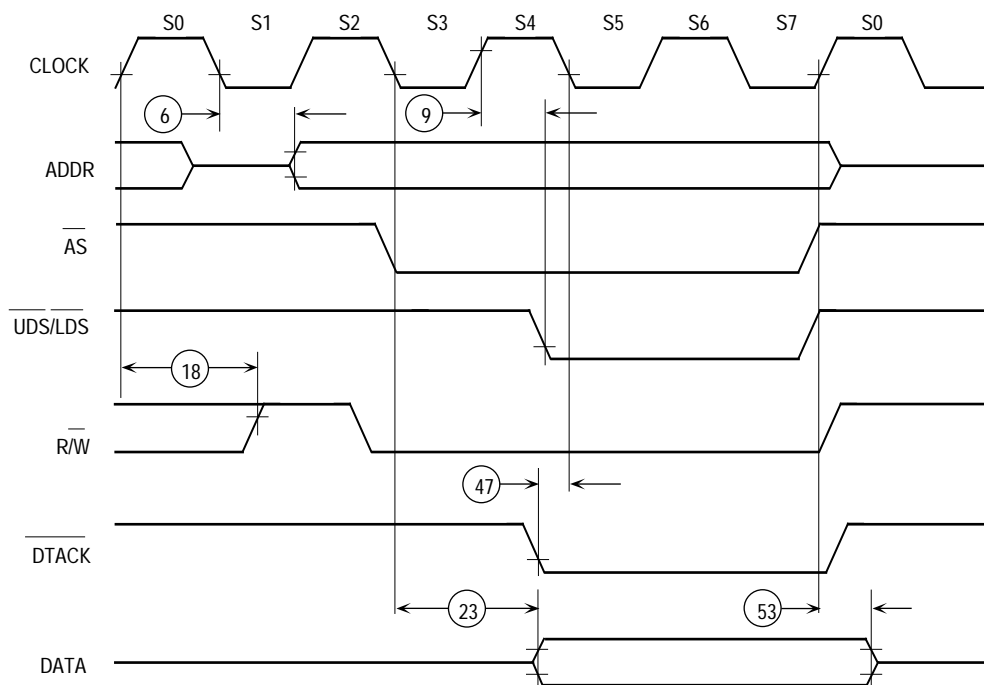 S0 S1 S2 S3 S4 S5 S6 S7 S0
CLOCK
6 9
ADDR
AS
UDS/LDS
18
R/W
47
DTACK
23 53
DATA